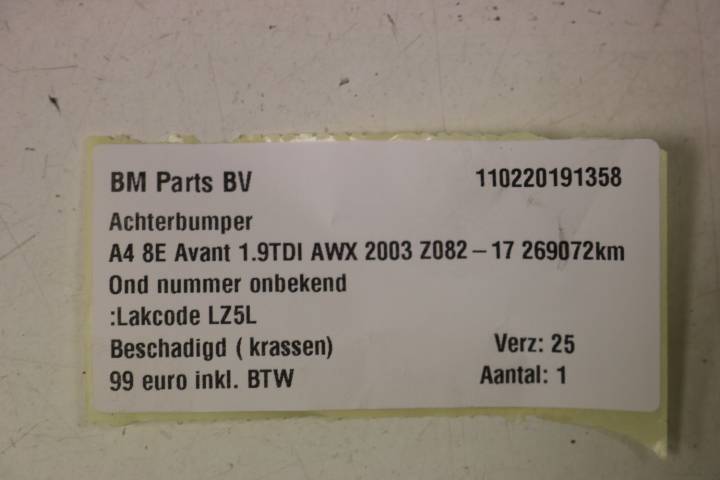 BM Parts BV 110220191358
Achterbumper
A4 8E Avant 1.9TDI AWX 2003 Z082-17 269072km
Ond nummer onbekend
:Lakcode LZ5L
Beschadigd ( krassen) Verz: 25
99 euro inkl. BTW Aantal: 1